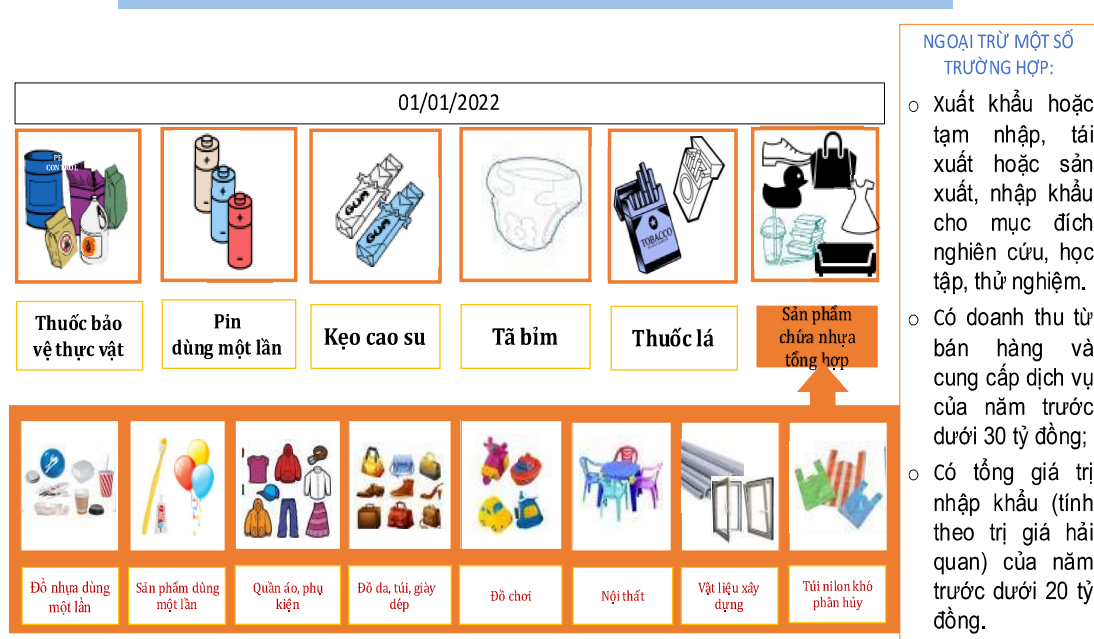 01/01/2022
PE
CONTROL
GUM
GUM
TOBACCO
Thuốc bảo
vệ thực vật
Pin
dùng một lần
Kẹo cao su
Tã bỉm
Thuốc lá
Sản phẩm
chứa nhựa
tổng hợp
Đồ nhựa dùng
một lần
Sản phẩm dùng
một lần
Quần áo, phụ
kiện
Đồ da, túi, giày
dép
Đồ chơi
Nội thất
Vật liệu xây
dựng
Túi nilon khó
phân hủy
NGOẠI TRỪ MỘT SỐ
TRƯỜNG HỢP:
o Xuất khẩu hoặc
tạm nhập, tái
xuất hoặc sản
xuất, nhập khẩu
cho mục đích
nghiên cứu, học
tập, thử nghiệm.
o Có doanh thu từ
bán hàng và
cung cấp dịch vụ
của năm trước
dưới 30 tỷ đồng;
o Có tổng giá trị
nhập khẩu (tính
theo trị giá hải
quan) của năm
trước dưới 20 tỷ
đồng.